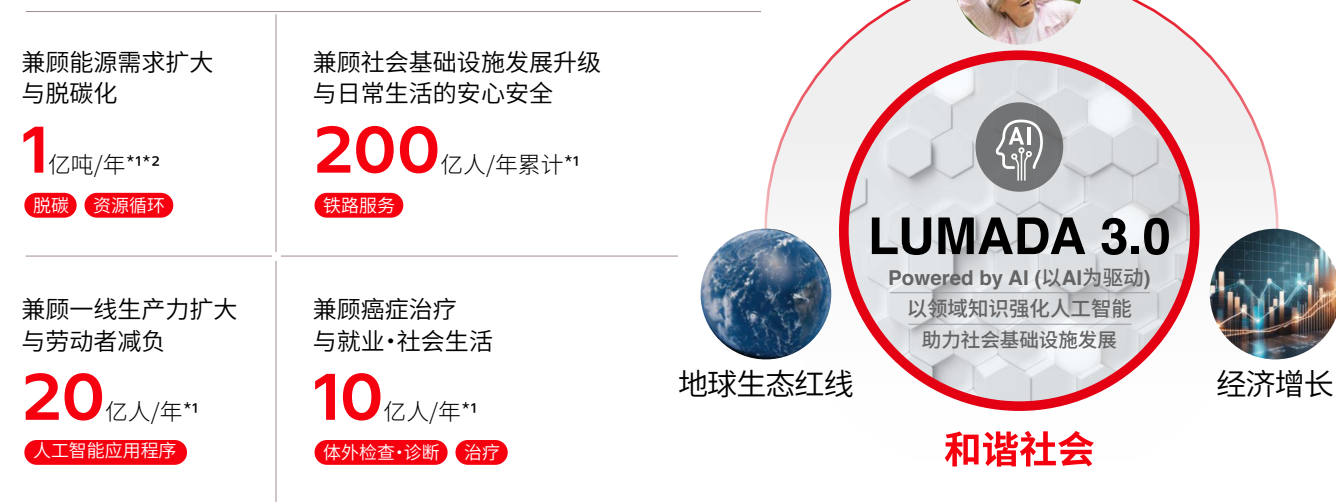 兼顾能源需求扩大
与脱碳化
1亿吨/年*1*2
脱碳 资源循环
兼顾社会基础设施发展升级
与日常生活的安心安全
200亿人/年累计*1
铁路服务
兼顾一线生产力扩大
与劳动者减负
20亿人/年*1
人工智能应用程序
兼顾癌症治疗
与就业•社会生活
10亿人/年*1
体外检查•诊断 治疗
AI
LUMADA 3.0
Powered by AI (以AI为驱动)
以领域知识强化人工智能
助力社会基础设施发展
地球生态红线
经济增长
和谐社会